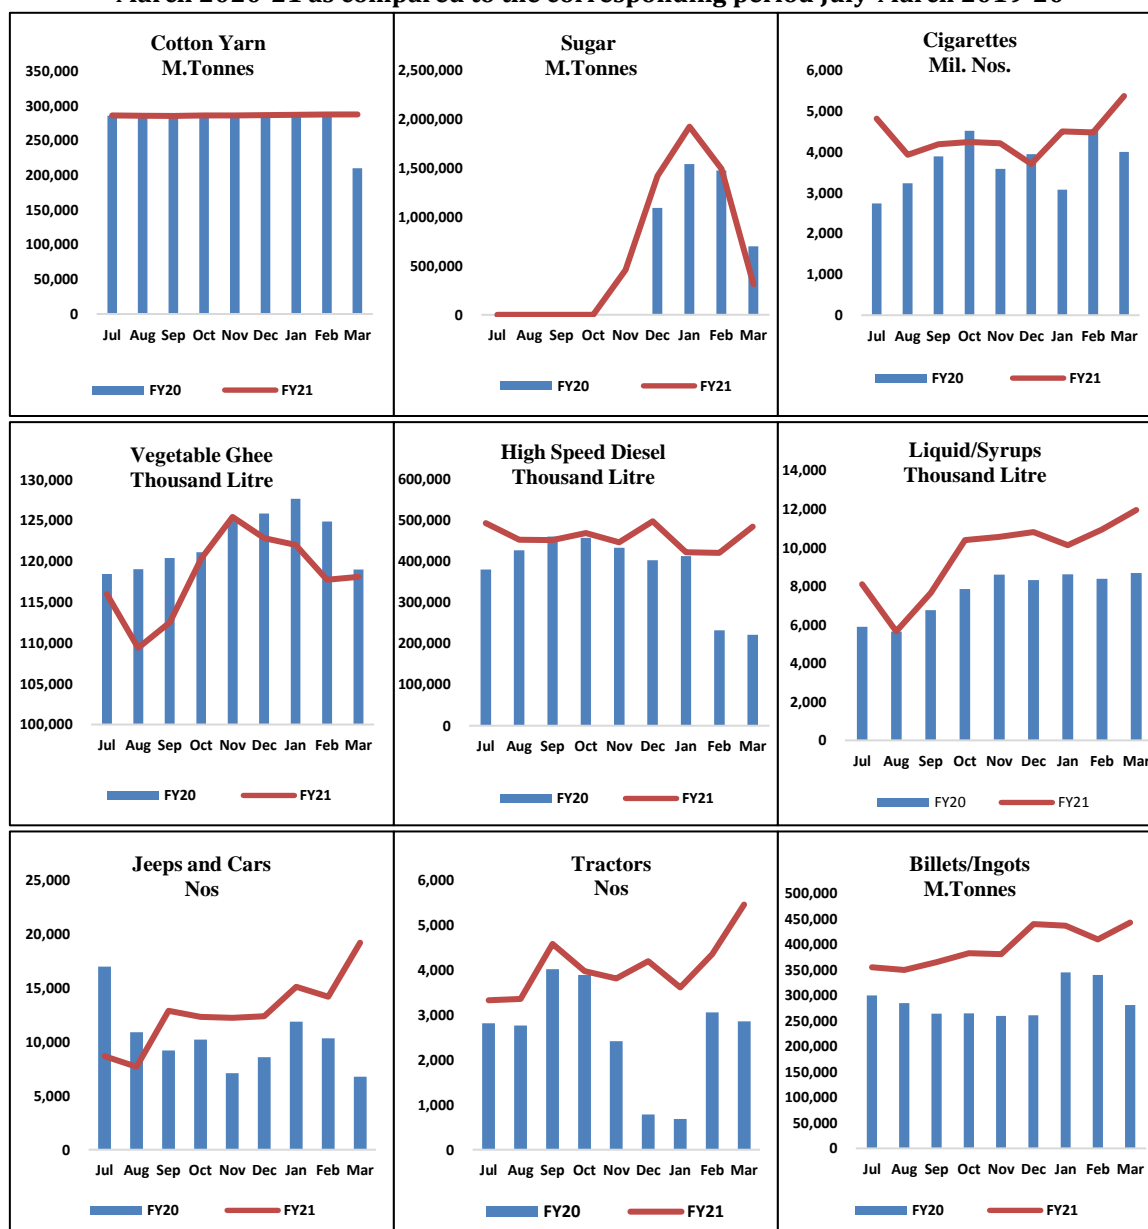 March 2020-21 as compared to the corresponding period July-March 2019-20
Cotton Yarn
M.Tonnes
350,000
300,000
250,000
200,000
150,000
100,000
50,000
0
Jul Aug Sep Oct Nov Dec Jan Feb Mar
FY20 FY21
Sugar
M.Tonnes
2,500,000
2,000,000
1,500,000
1,000,000
500,000
0
Jul Aug Sep Oct Nov Dec Jan Feb Mar
FY20 FY21
Cigarettes
Mil. Nos.
6,000
5,000
4,000
3,000
2,000
1,000
0
Jul Aug Sep Oct Nov Dec Jan Feb Mar
FY20 FY21
Vegetable Ghee
Thousand Litre
130,000
125,000
120,000
115,000
110,000
105,000
100,000
Jul Aug Sep Oct Nov Dec Jan Feb Mar
FY20 FY21
High Speed Diesel
Thousand Litre
600,000
500,000
400,000
300,000
200,000
100,000
0
Jul Aug Sep Oct Nov Dec Jan Feb Mar
FY20 FY21
Liquid/Syrups
Thousand Litre
14,000
12,000
10,000
8,000
6,000
4,000
2,000
0
Jul Aug Sep Oct Nov Dec Jan Feb Mar
FY20 FY21
Jeeps and Cars
Nos
25,000
20,000
15,000
10,000
5,000
0
Jul Aug Sep Oct Nov Dec Jan Feb Mar
FY20 FY21
Tractors
Nos
6,000
5,000
4,000
3,000
2,000
1,000
0
Jul Aug Sep Oct Nov Dec Jan Feb Mar
FY20 FY21
Billets/Ingots
M.Tonnes
500,000
450,000
400,000
350,000
300,000
250,000
200,000
150,000
100,000
50,000
0
Jul Aug Sep Oct Nov Dec Jan Feb Mar
FY20 FY21